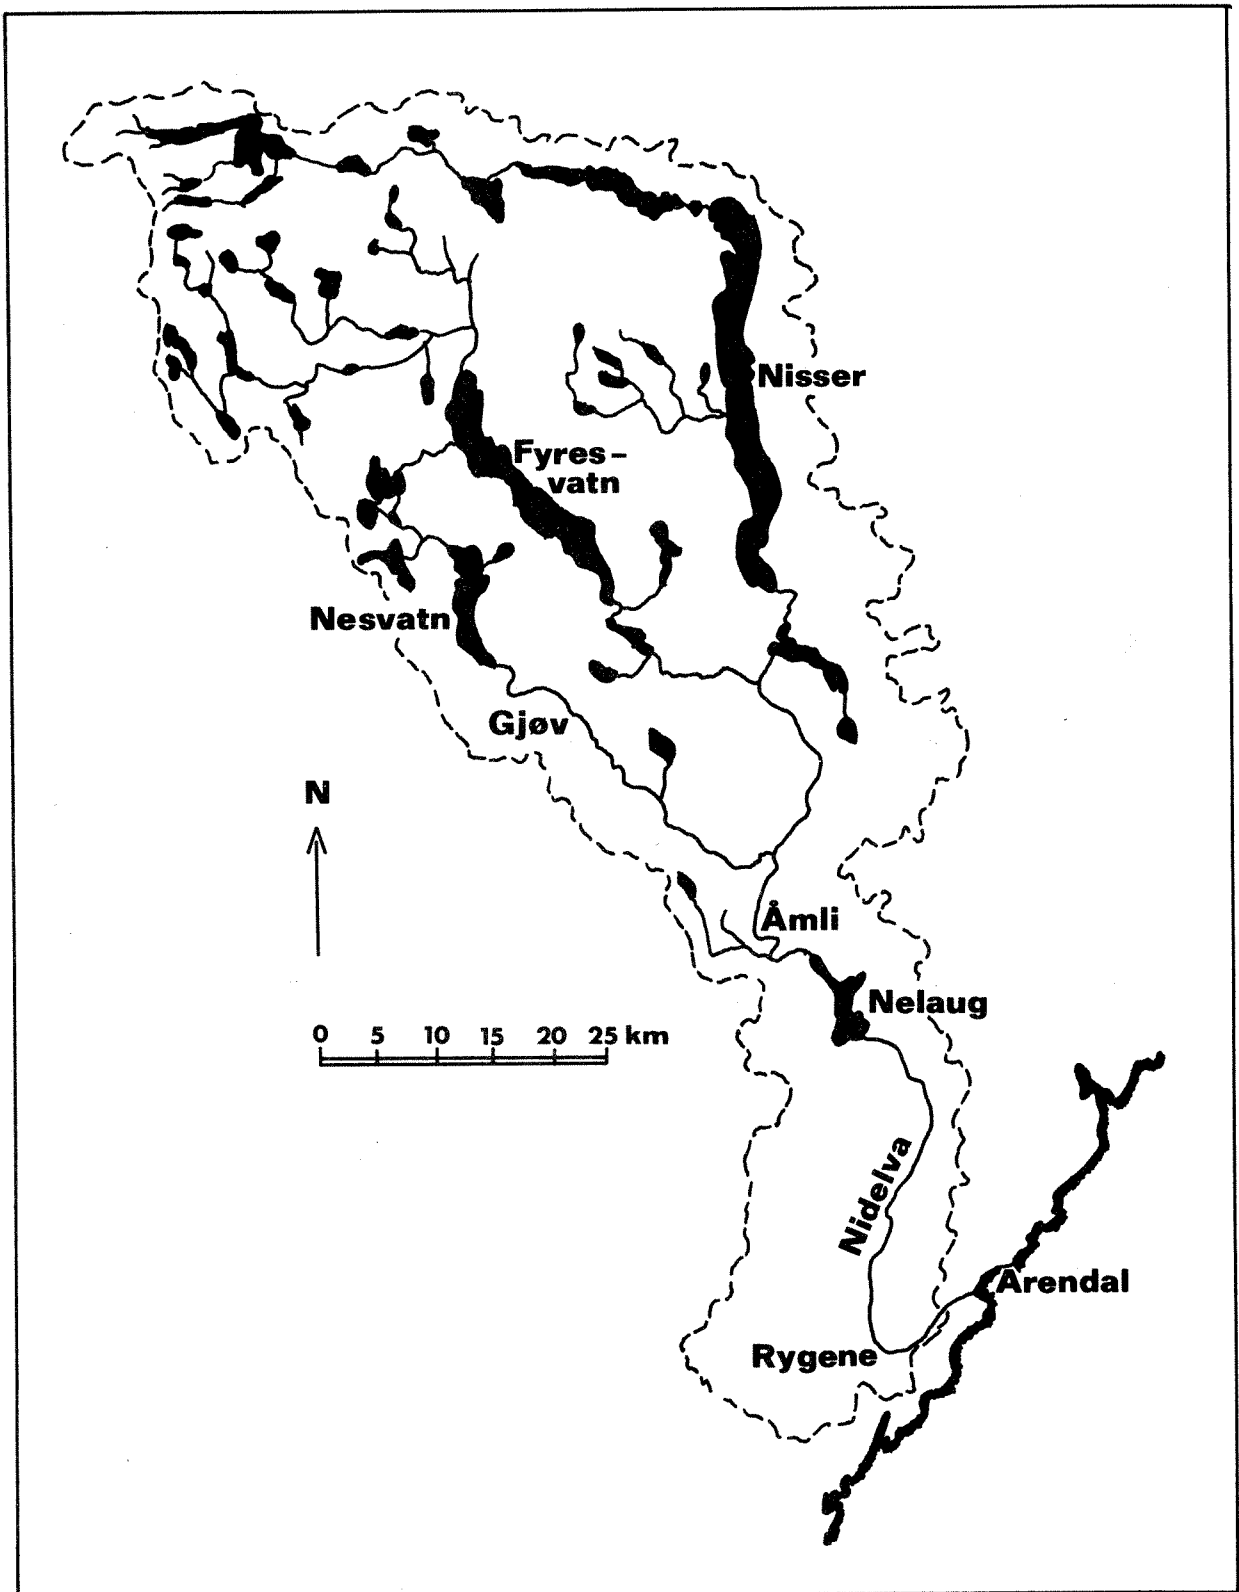 Nisser
Fyres-
vatn
Nesvatn
Gjøv
N
Åmli
Nelaug
0 5 10 15 20 25 km
Nidelva
Arendal
Rygene